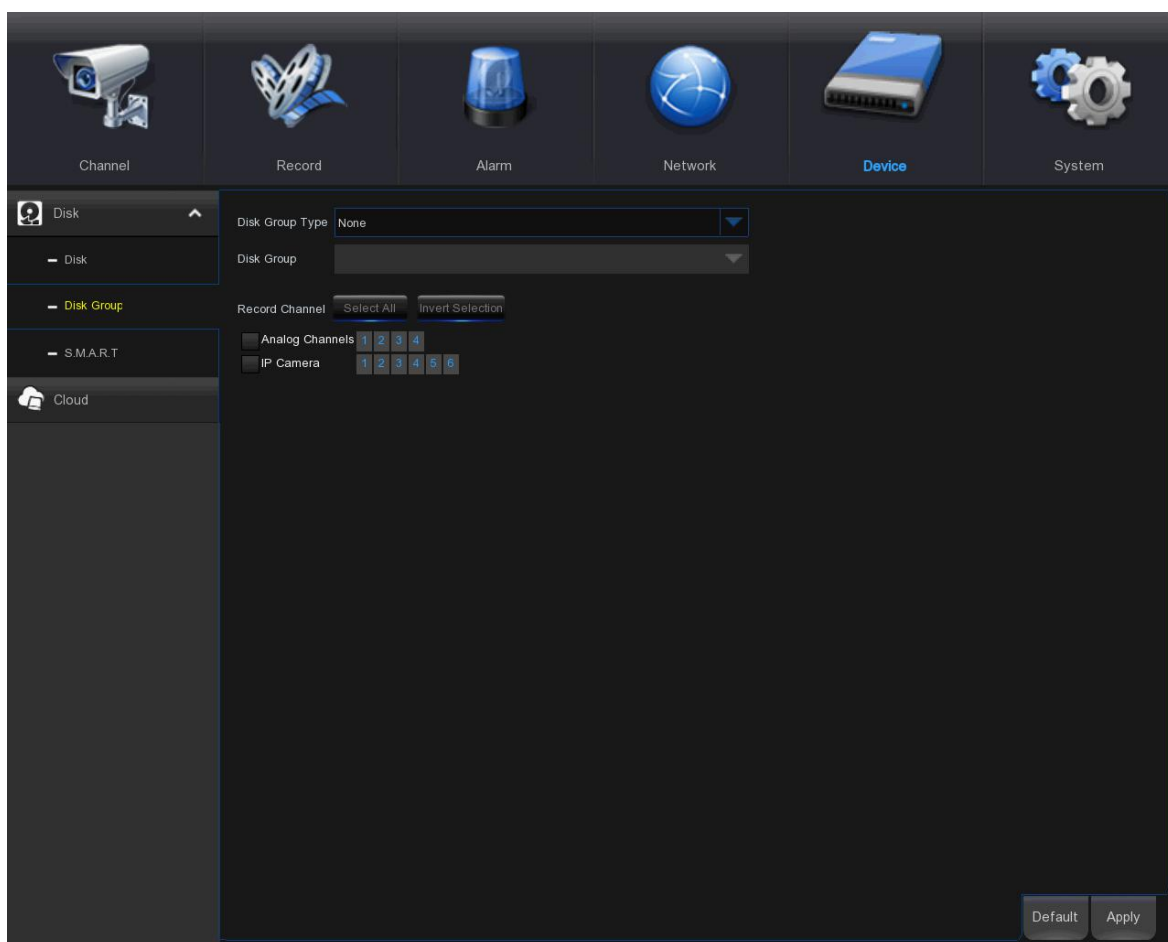 Channel Record Alarm Network Device System
Disk
Disk
Disk Group
S.M.A.R.T
Cloud
Disk Group Type None
Disk Group
Record Channel Select All Invert Selection
Analog Channels 1 2 3 4
IP Camera 1 2 3 4 5 6
Default Apply